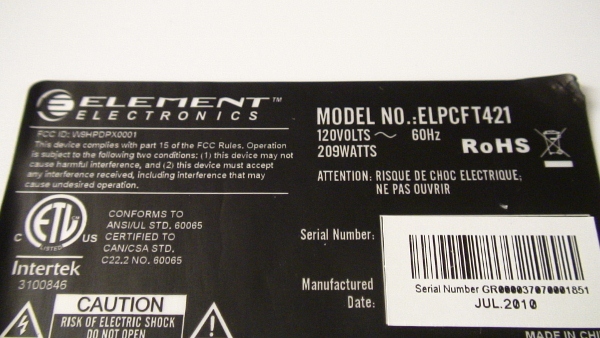 ELEMENT™
ELECTRONICS
FCC ID: W8HPDPX0001
This device complies with part 15 of the FCC Rules. Operation
is subject to the following two conditions: (1) this device may not
cause harmful interference, and (2) this device must accept
any interference received, including interference that may
cause undesired operation.
MODEL NO.:ELPCFT421
120VOLTS ~ 60Hz
209WATTS
RoHS
ATTENTION: RISQUE DE CHOC ELECTRIQUE;
NE PAS OUVRIR
ETL
LISTED
C US
Intertek
3100846
CONFORMS TO
ANSI/UL STD. 60065
CERTIFIED TO
CAN/CSA STD.
C22.2 NO. 60065
Serial Number:
Serial Number GR000037070001851
Manufactured
Date:
JUL.2010
CAUTION
RISK OF ELECTRIC SHOCK
DO NOT OPEN
MADE IN CHI